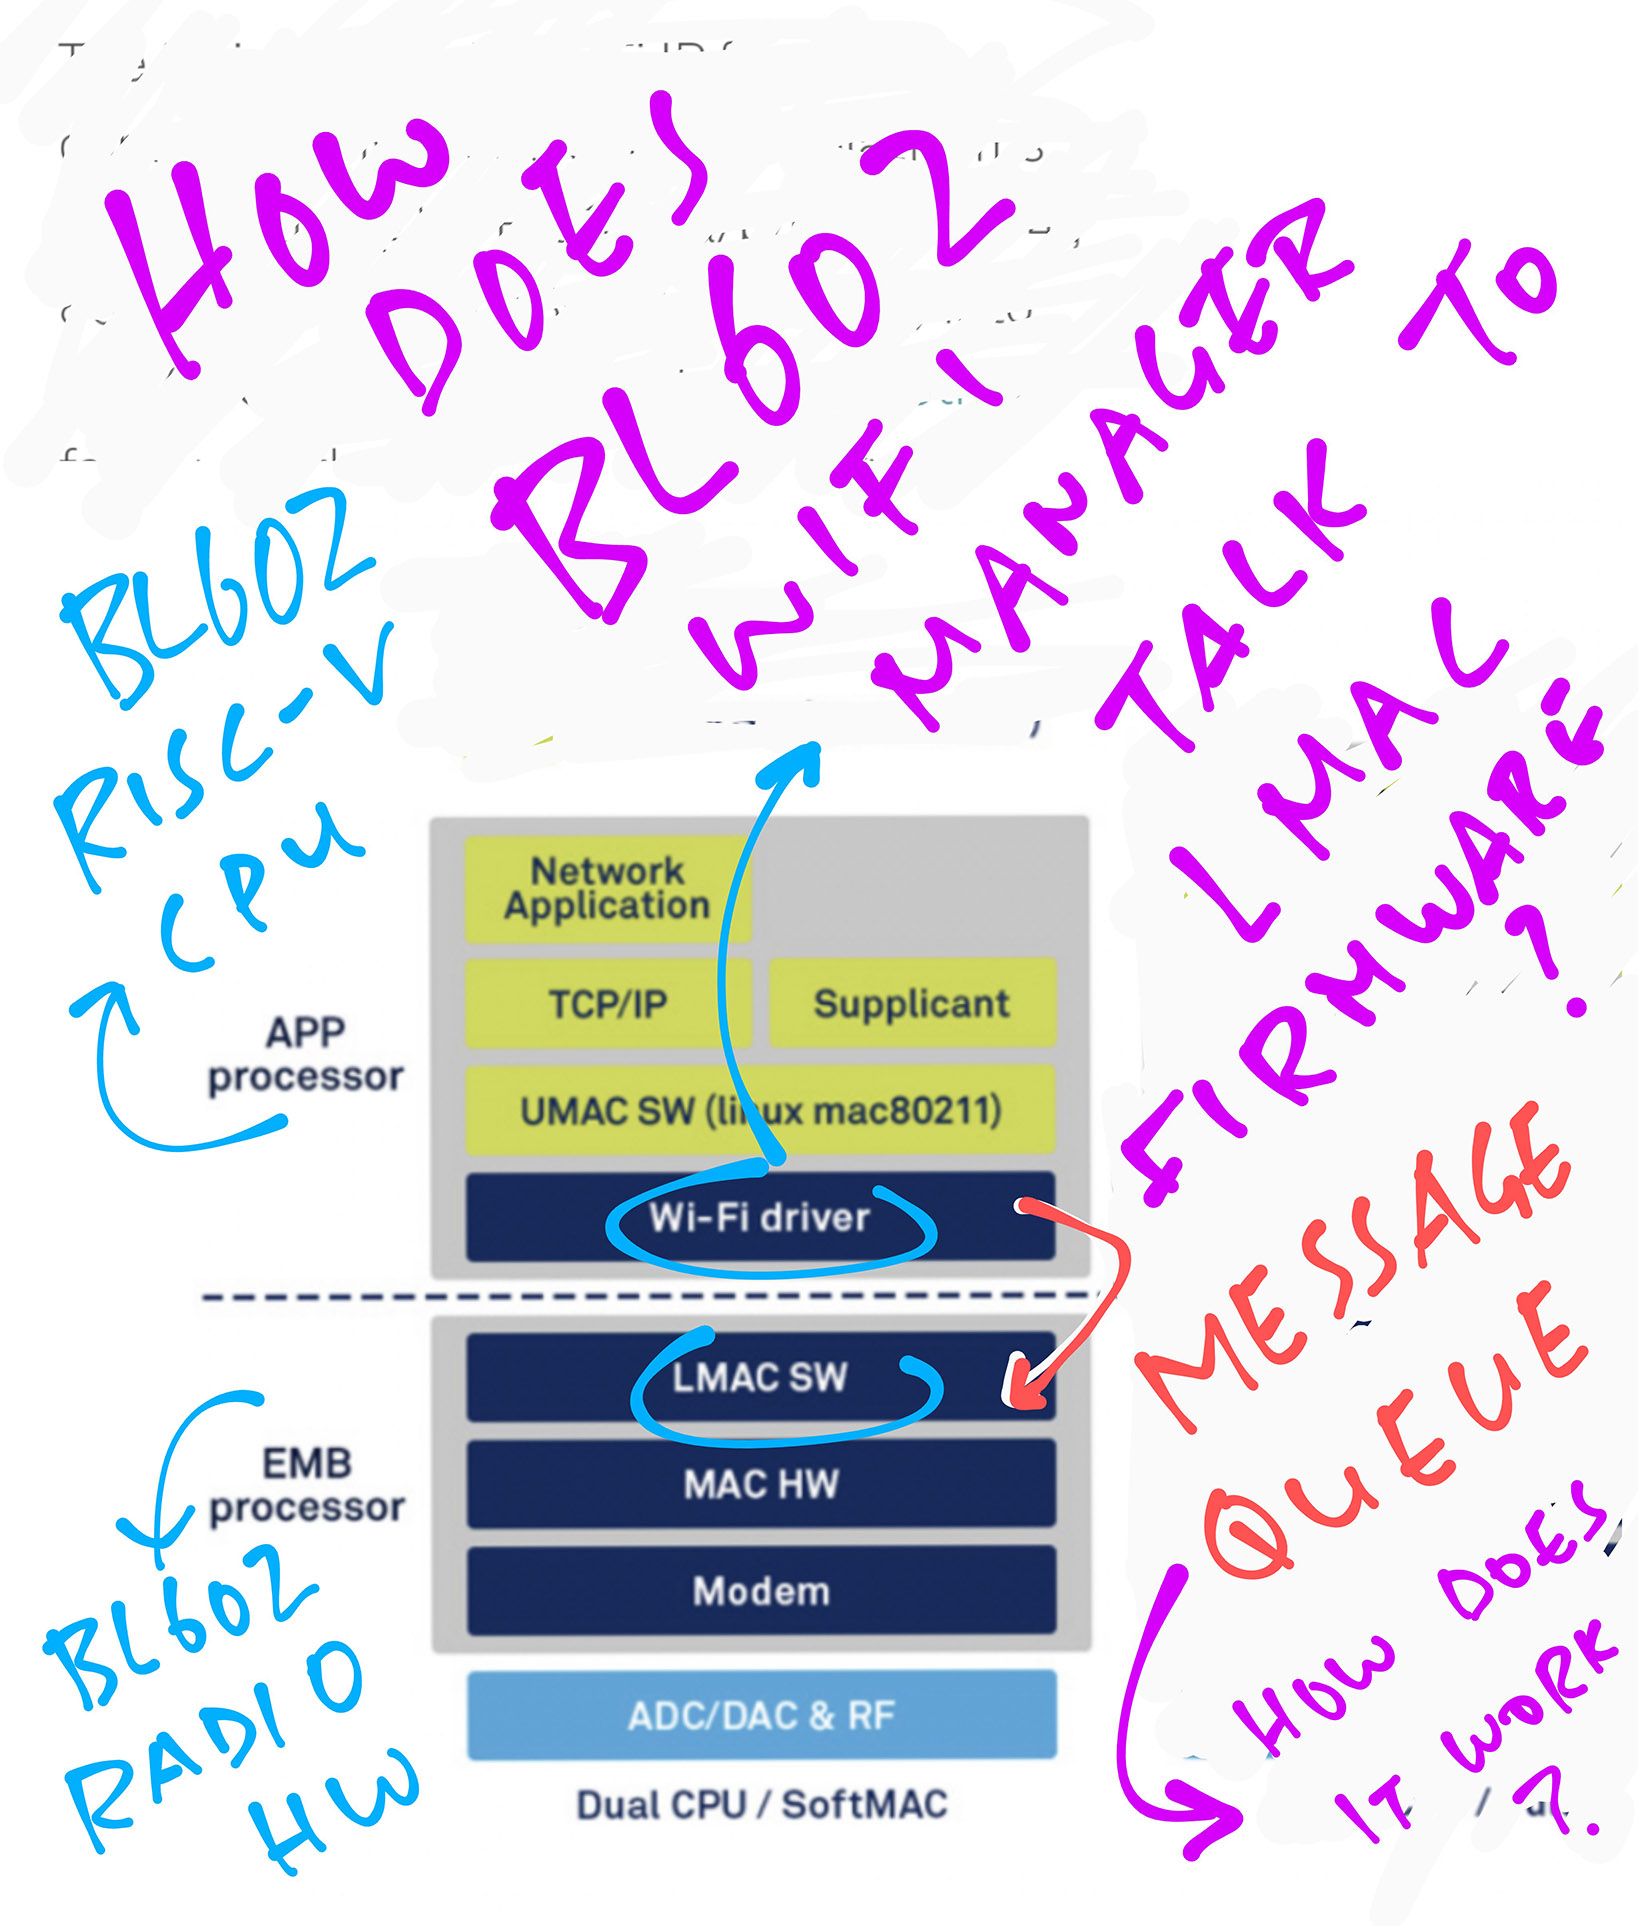 HOW
DOES
BL602
WIFI
MANAGER TO
TALK
LMAC
FIRMWARE
?
BL602
RISC-V
CPU
Network
Application
TCP/IP
Supplicant
APP
processor
UMAC SW (linux mac80211)
Wi-Fi driver
MESSAGE
QUEUE
LMAC SW
EMB
processor
MAC HW
Modem
BL602
RADIO
HW
ADC/DAC & RF
Dual CPU / SoftMAC
HOW DOES
IT WORK
?